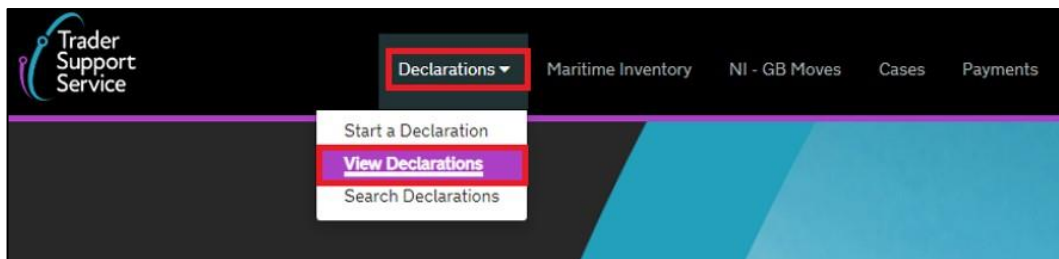 Trader
Support
Service
Declarations
Maritime Inventory
NI - GB Moves
Cases
Payments
Start a Declaration
View Declarations
Search Declarations